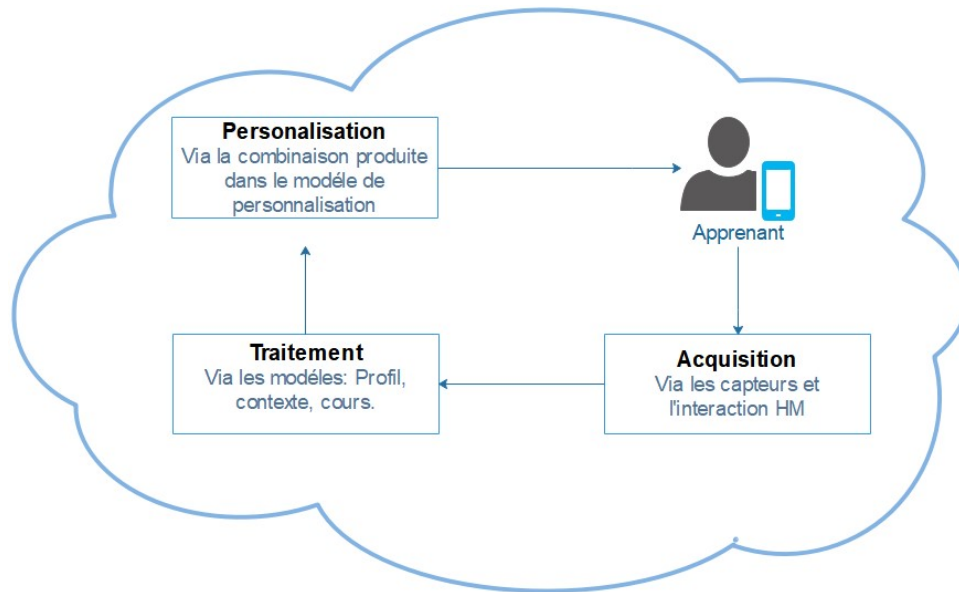 Personalisation
Via la combinaison produite
dans le modéle de
personnalisation
Apprenant
Traitement
Via les modéles: Profil,
contexte, cours.
Acquisition
Via les capteurs et
l'interaction HM